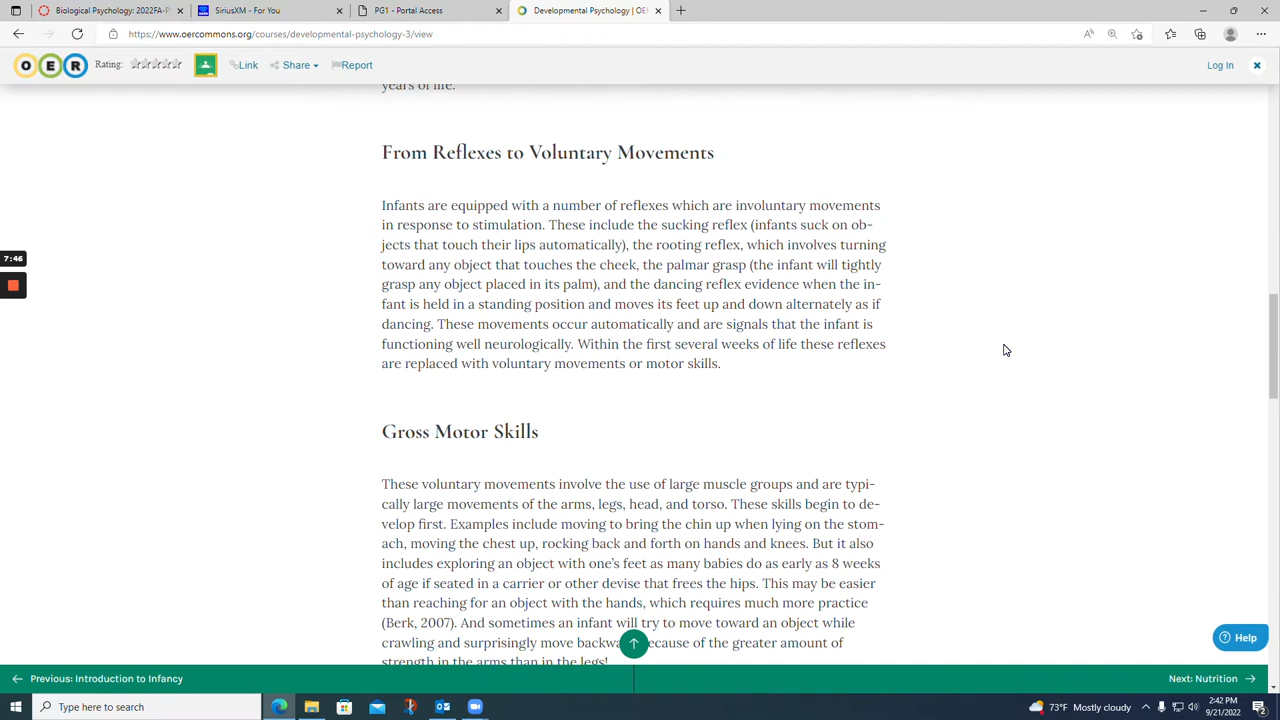 Biological Psychology: 2022FA-P
SiriusXM - For You
PG1 - Portal Access
Developmental Psychology | OER
https://www.oercommons.org/courses/developmental-psychology-3/view
O E R
Rating:
Link
Share
Report
Log In
years of life.
From Reflexes to Voluntary Movements
Infants are equipped with a number of reflexes which are involuntary movements
in response to stimulation. These include the sucking reflex (infants suck on ob-
jects that touch their lips automatically), the rooting reflex, which involves turning
toward any object that touches the cheek, the palmar grasp (the infant will tightly
grasp any object placed in its palm), and the dancing reflex evidence when the in-
fant is held in a standing position and moves its feet up and down alternately as if
dancing. These movements occur automatically and are signals that the infant is
functioning well neurologically. Within the first several weeks of life these reflexes
are replaced with voluntary movements or motor skills.
7:46
Gross Motor Skills
These voluntary movements involve the use of large muscle groups and are typi-
cally large movements of the arms, legs, head, and torso. These skills begin to de-
velop first. Examples include moving to bring the chin up when lying on the stom-
ach, moving the chest up, rocking back and forth on hands and knees. But it also
includes exploring an object with one's feet as many babies do as early as 8 weeks
of age if seated in a carrier or other devise that frees the hips. This may be easier
than reaching for an object with the hands, which requires much more practice
(Berk, 2007). And sometimes an infant will try to move toward an object while
crawling and surprisingly move backwa ecause of the greater amount of
strength in the arms than in the legs!
Help
Previous: Introduction to Infancy
Next: Nutrition
Type here to search
73°F Mostly cloudy
2:42 PM
9/21/2022
2